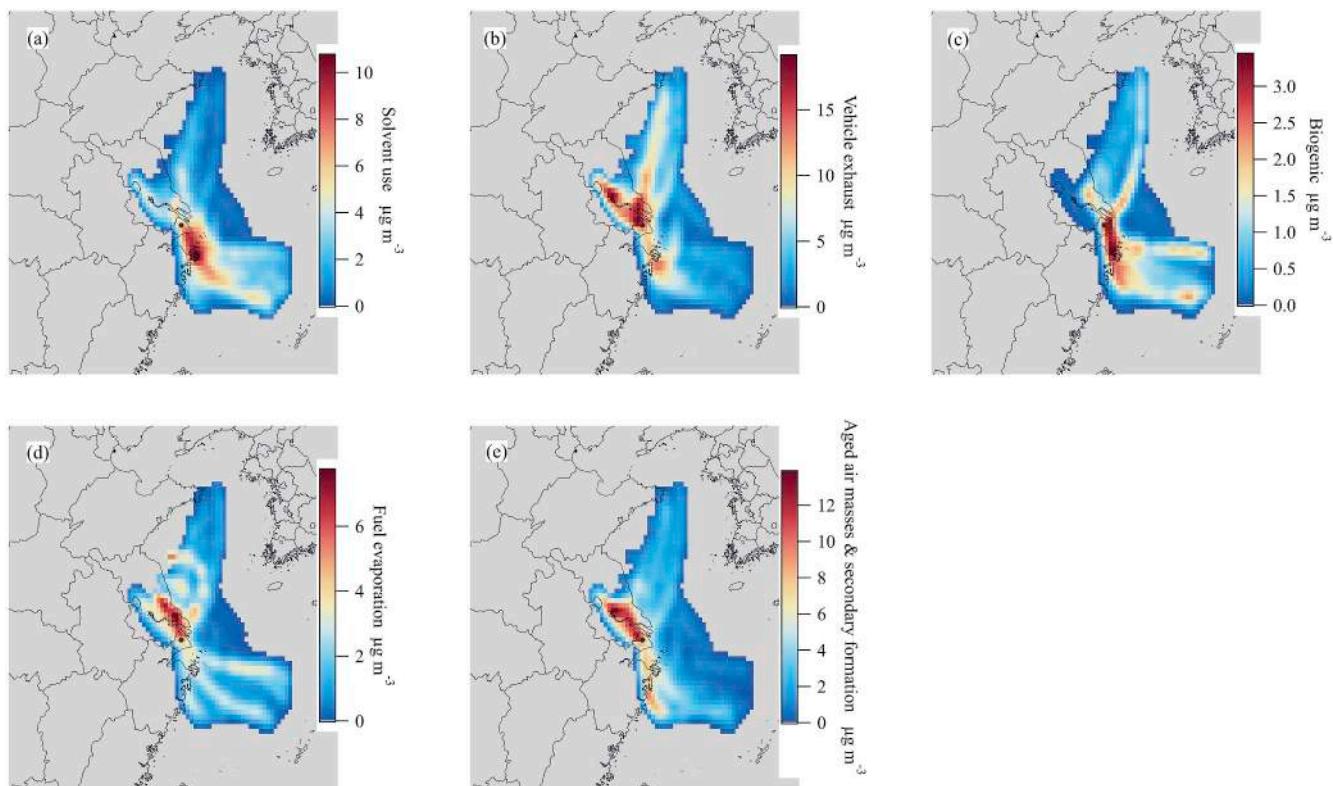 (a)
10
8
6
4
2
0
Solvent use μg m-3
(b)
15
10
5
0
Vehicle exhaust μg m-3
(c)
3.0
2.5
2.0
1.5
1.0
0.5
0.0
Biogenic μg m-3
(d)
6
4
2
0
Fuel evaporation μg m-3
(e)
12
10
8
6
4
2
0
Aged air masses & secondary formation μg m-3